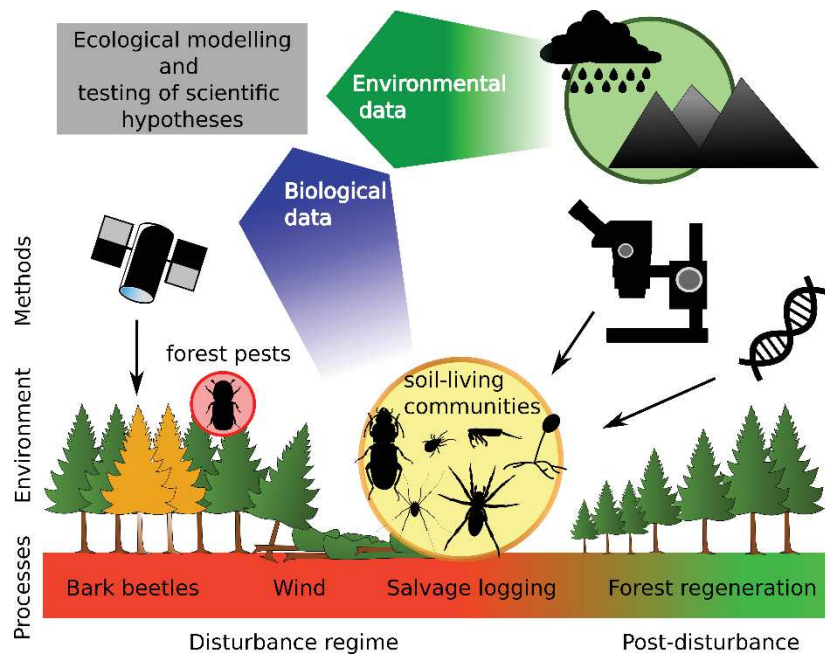 Ecological modelling
and
testing of scientific
hypotheses
Environmental
data
Biological
data
Methods
forest pests
soil-living
communities
Environment
Processes
Bark beetles
Wind
Salvage logging
Forest regeneration
Disturbance regime
Post-disturbance